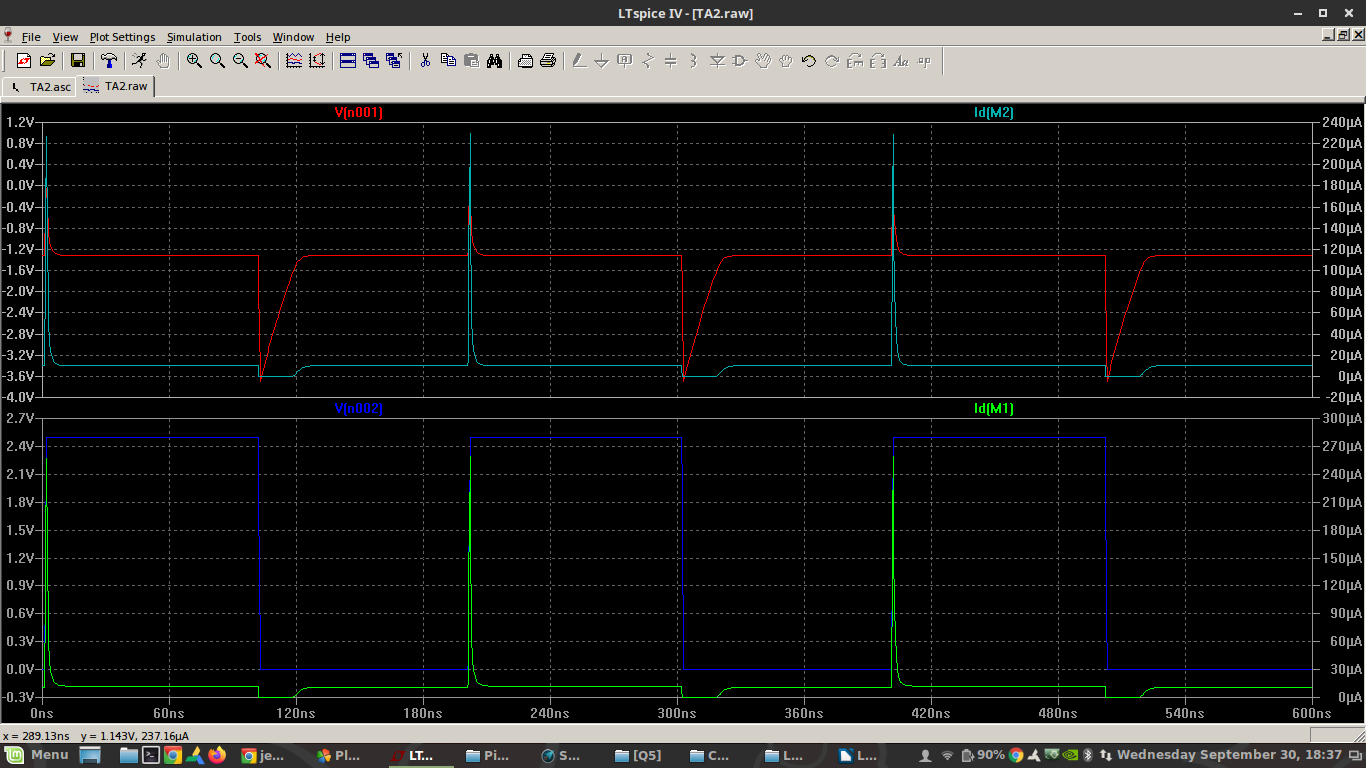 LTspice IV - [TA2.raw]
File View Plot Settings Simulation Tools Window Help
TA2.asc TA2.raw
V(n001) Id(M2)
1.2V 240µA
0.8V 220µA
0.4V 200µA
0.0V 180µA
-0.4V 160µA
-0.8V 140µA
-1.2V 120µA
-1.6V 100µA
-2.0V 80µA
-2.4V 60µA
-2.8V 40µA
-3.2V 20µA
-3.6V 0µA
-4.0V -20µA
V(n002) Id(M1)
2.7V 300µA
2.4V 270µA
2.1V 240µA
1.8V 210µA
1.5V 180µA
1.2V 150µA
0.9V 120µA
0.6V 90µA
0.3V 60µA
0.0V 30µA
-0.3V 0µA
0ns 60ns 120ns 180ns 240ns 300ns 360ns 420ns 480ns 540ns 600ns
x = 289.13ns y = 1.143V, 237.16µA
Menu je... Pl... LT... Pi... S... [Q5] C... L... L... 90% Wednesday September 30, 18:37